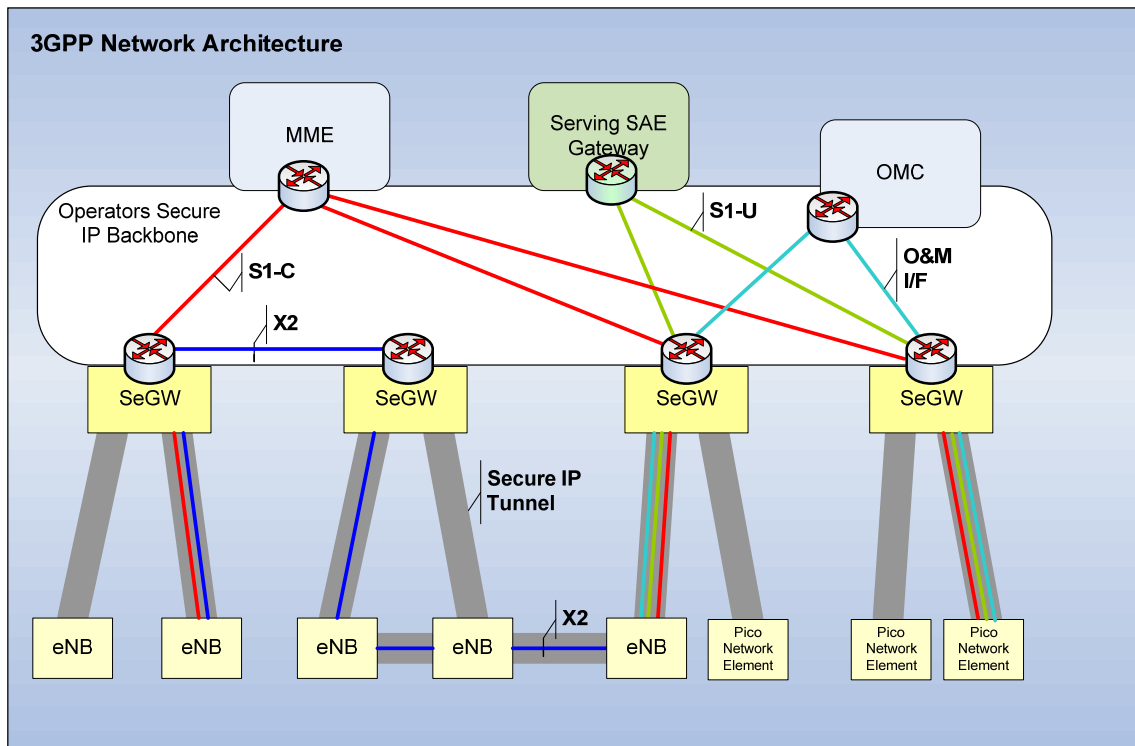 3GPP Network Architecture
MME
Serving SAE
Gateway
OMC
Operators Secure
IP Backbone
S1-U
O&M
I/F
S1-C
X2
SeGW
SeGW
SeGW
SeGW
Secure IP
Tunnel
X2
eNB
eNB
eNB
eNB
eNB
Pico
Network
Element
Pico
Network
Element
Pico
Network
Element